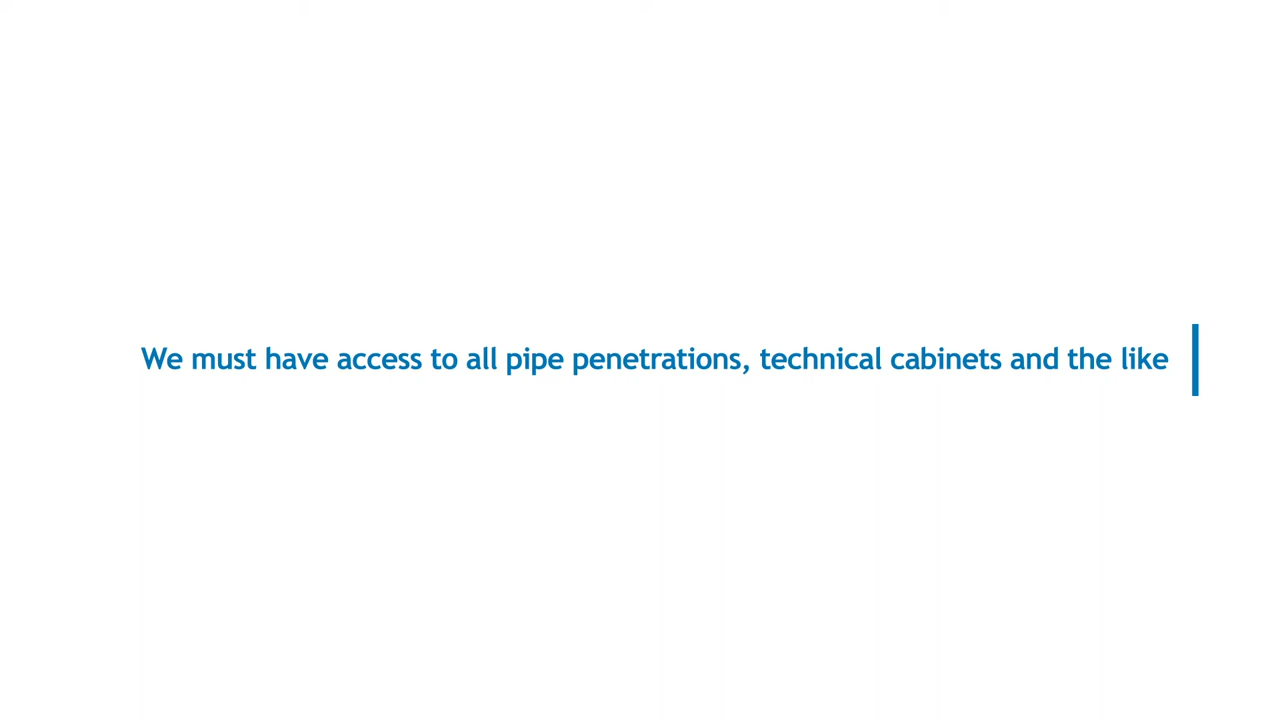 We must have access to all pipe penetrations, technical cabinets and the like